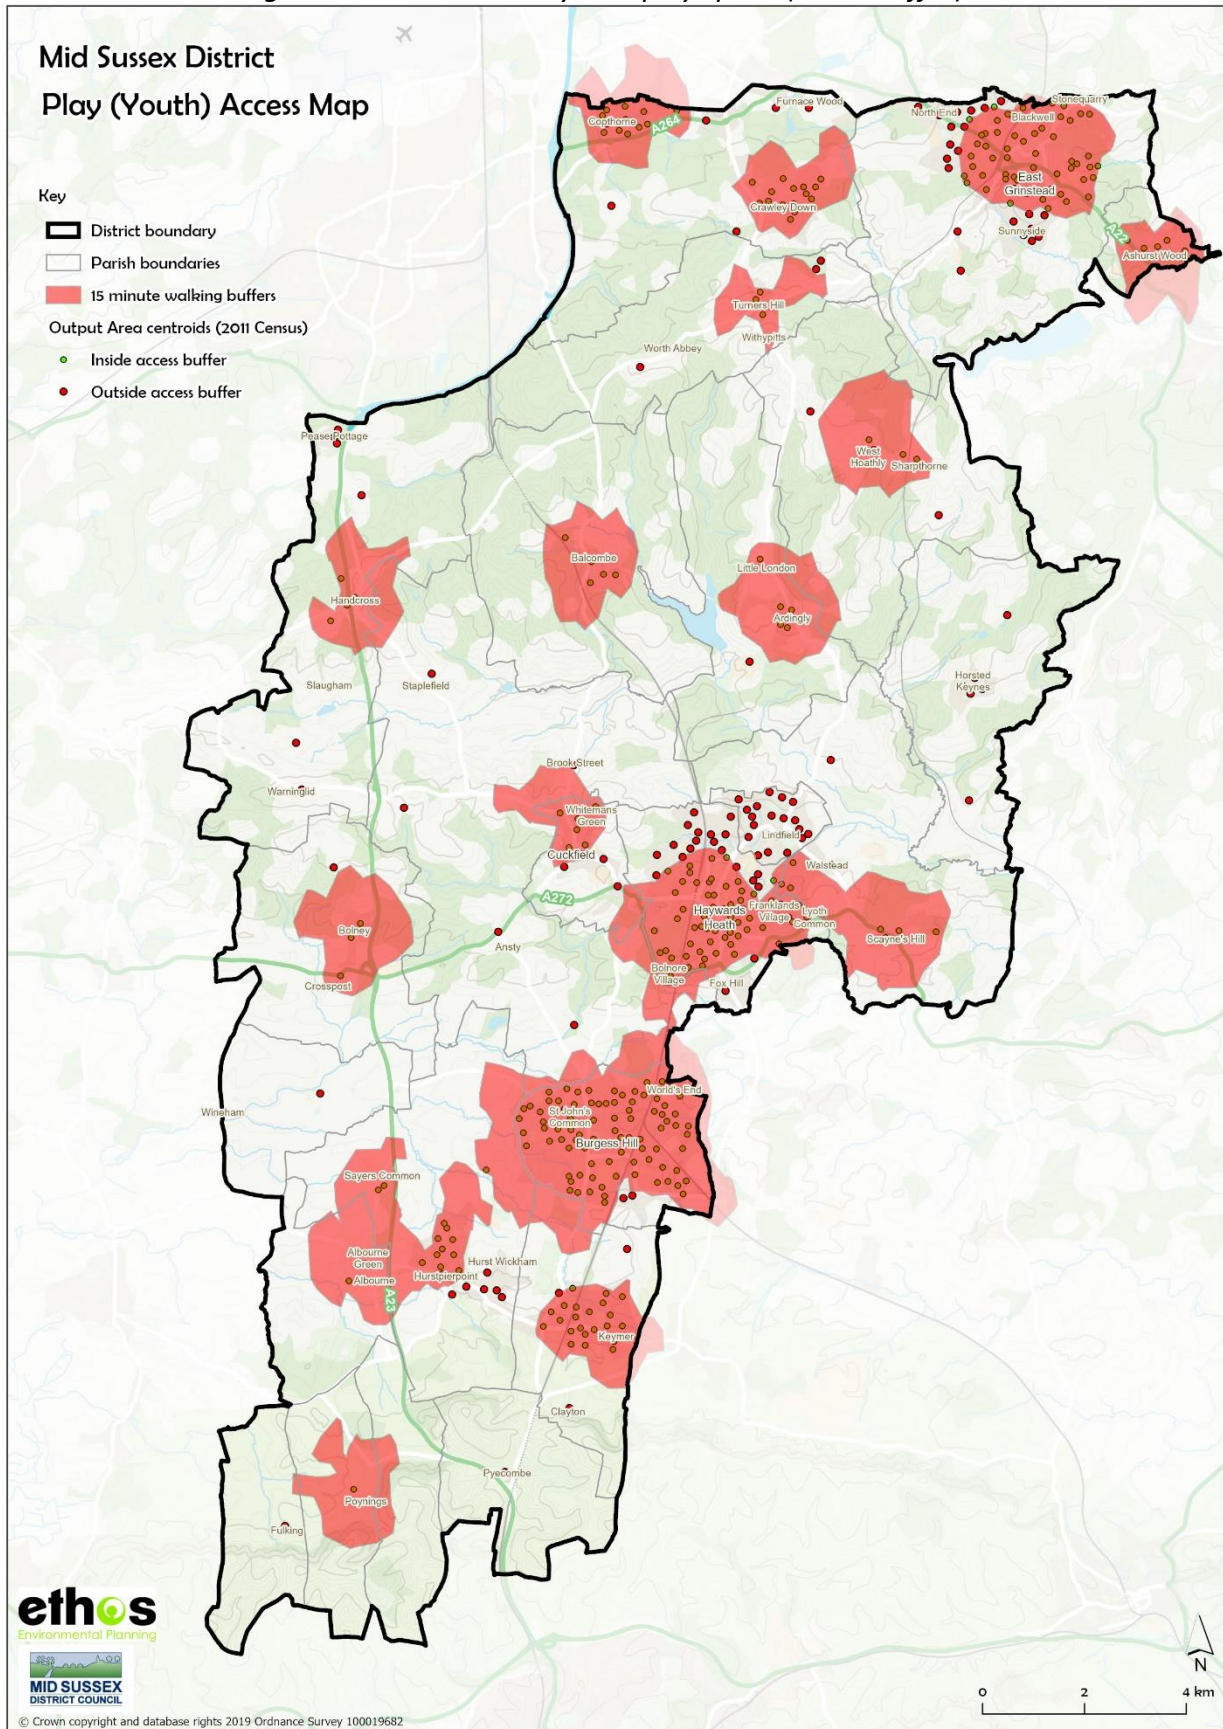 Mid Sussex District
Play (Youth) Access Map
Key
District boundary
Parish boundaries
15 minute walking buffers
Output Area centroids (2011 Census)
Inside access buffer
Outside access buffer
Copthorne
A264
Furnace Wood
North End
Stonequarry
Blackwell
East
Grinstead
Crawley Down
Sunnyside
A22
Ashurst Wood
Turners Hill
Withypitts
Worth Abbey
Pease Pottage
West
Hoathly
Sharpthorne
Balcombe
Little London
Handcross
Ardingly
Slaugham
Staplefield
Horsted
Keynes
Brook Street
Warninglid
Whitemans
Green
Lindfield
Cuckfield
Walstead
A272
Haywards
Heath
Franklands
Village
Lyoth
Common
Bolney
Scayne's Hill
Ansty
Bolnore
Village
Fox Hill
Crosspost
World's End
Wineham
St John's
Common
Burgess Hill
Sayers Common
Albourne
Green
Hurst Wickham
Albourne
Hurstpierpoint
A23
Keymer
Clayton
Pyecombe
Poynings
Fulking
ethos
Environmental Planning
MID SUSSEX
DISTRICT COUNCIL
N
0 2 4 km
© Crown copyright and database rights 2019 Ordnance Survey 100019682